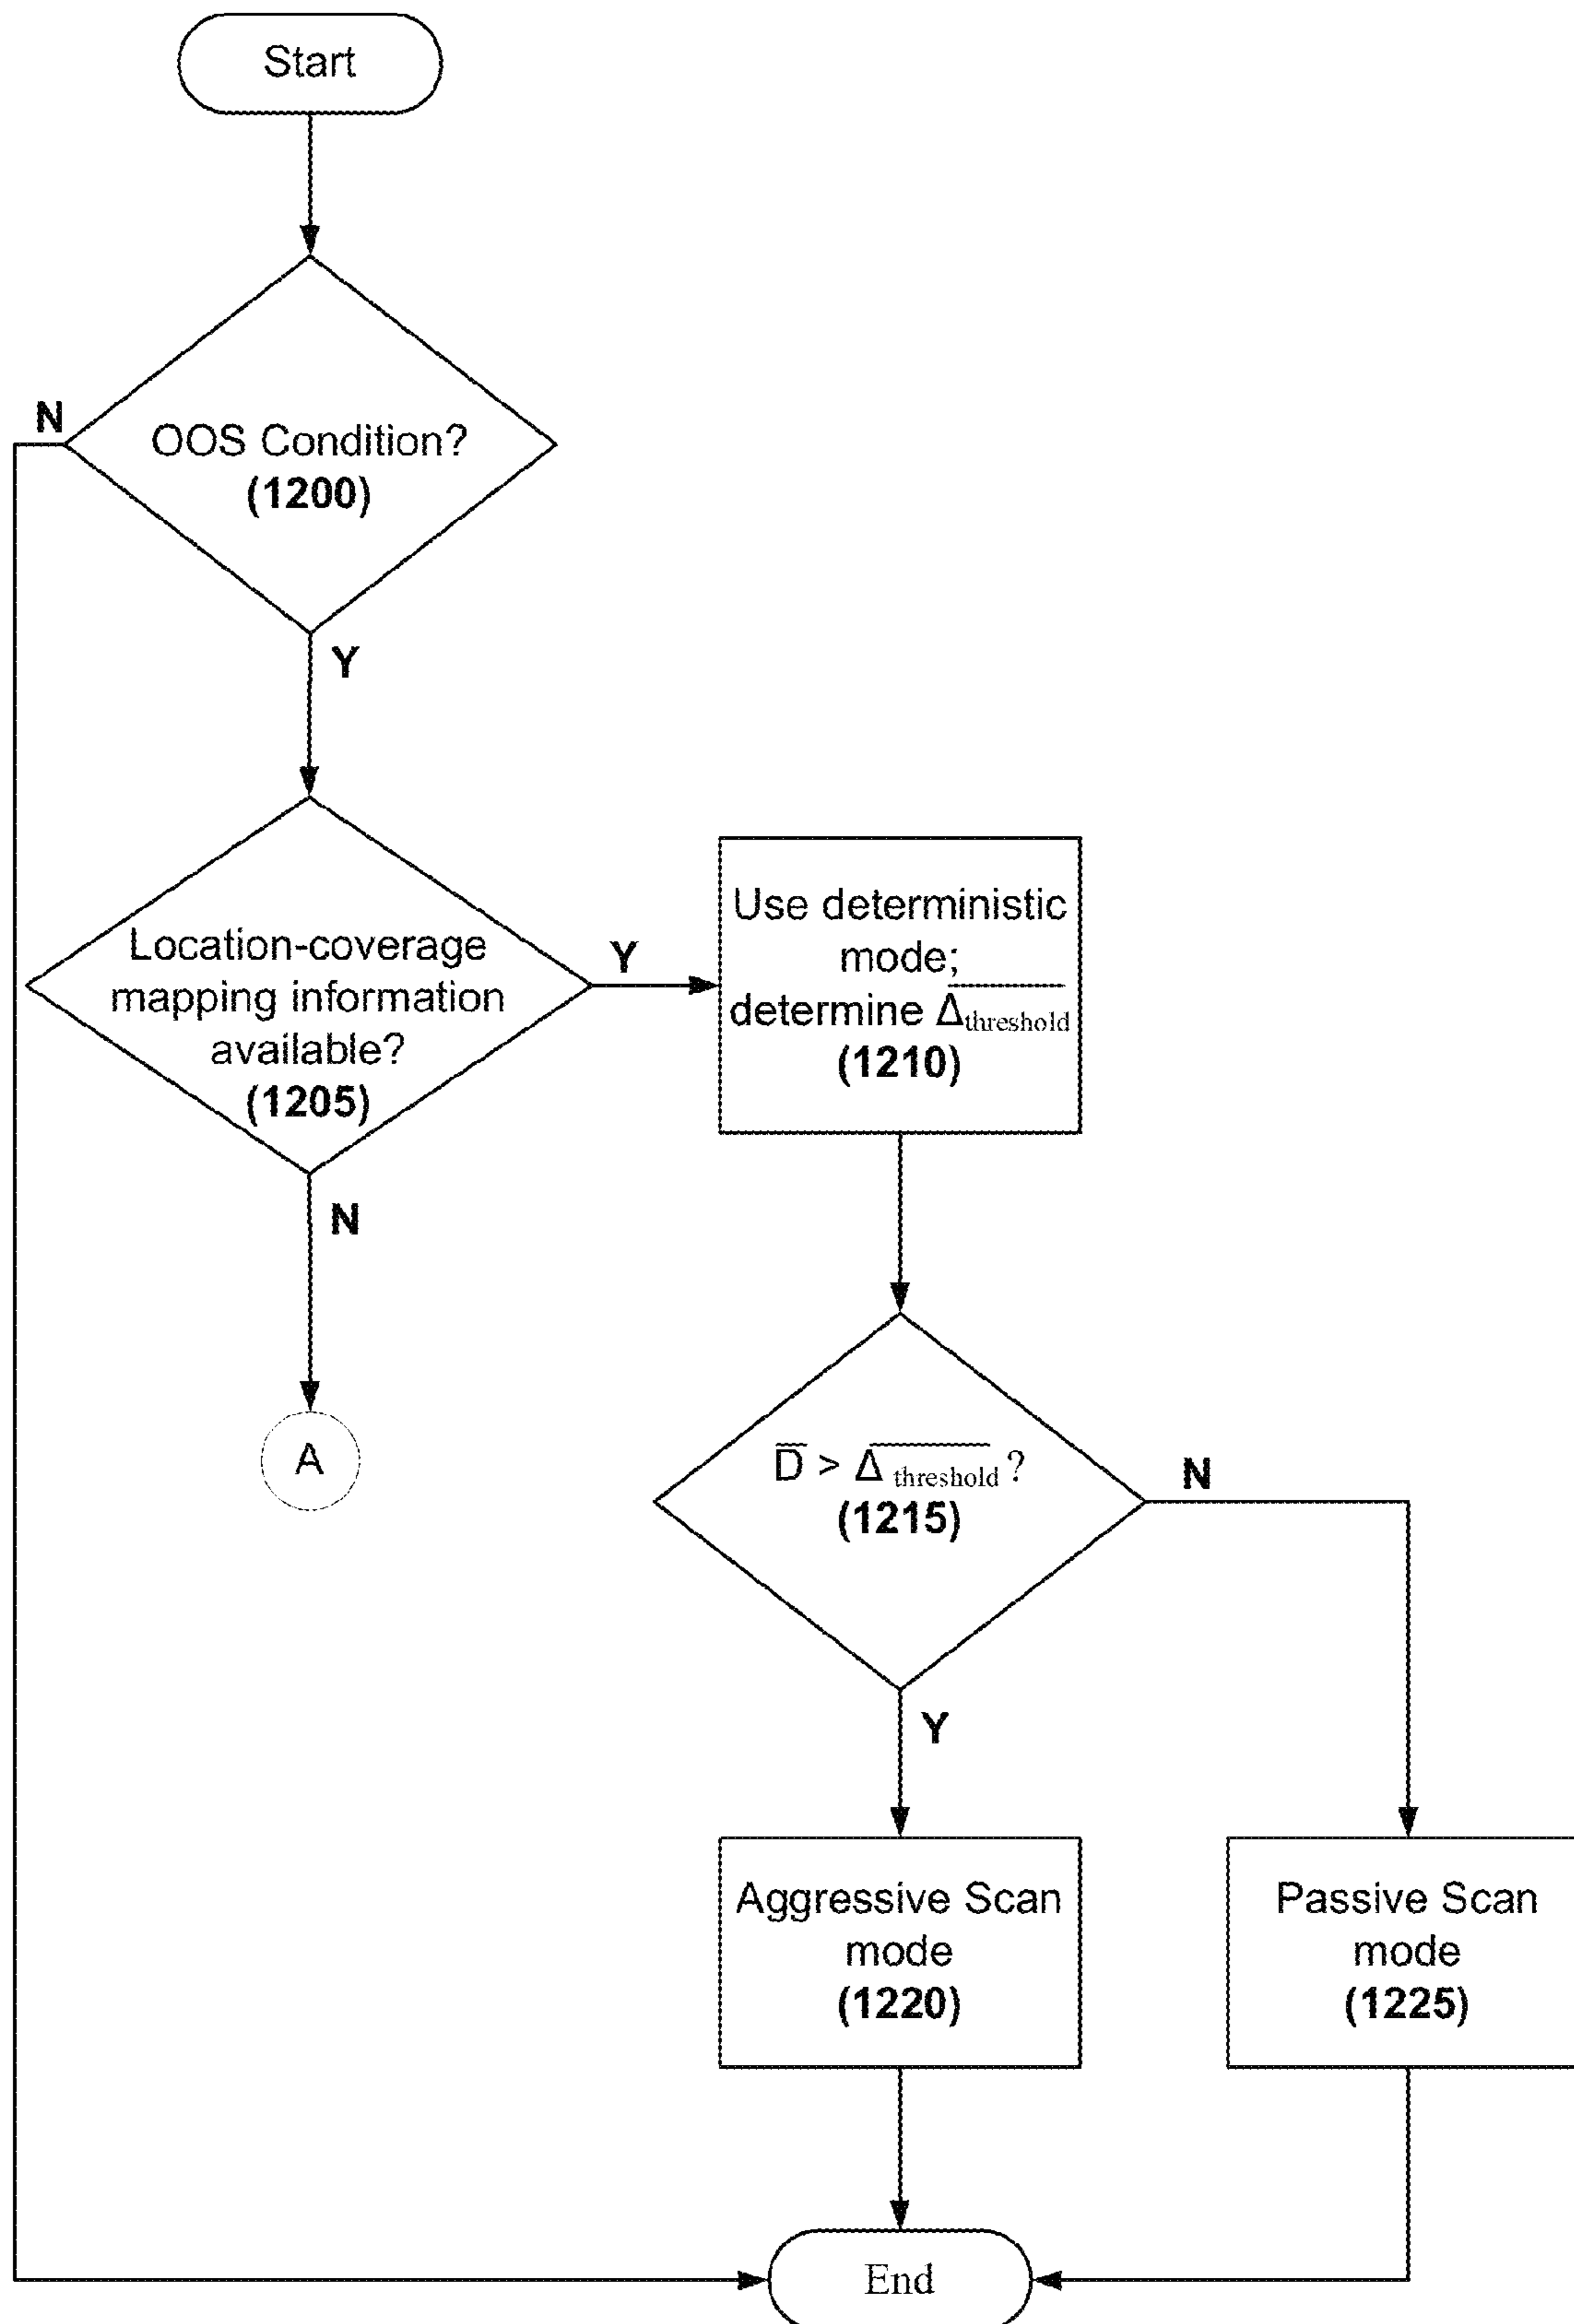 Start
N
OOS Condition?
(1200)
Y
Location-coverage
mapping information
available?
(1205)
Y
Use deterministic
mode;
determine Δ̅threshold
(1210)
N
A
D̅ > Δ̅ threshold ?
(1215)
N
Y
Aggressive Scan
mode
(1220)
Passive Scan
mode
(1225)
End